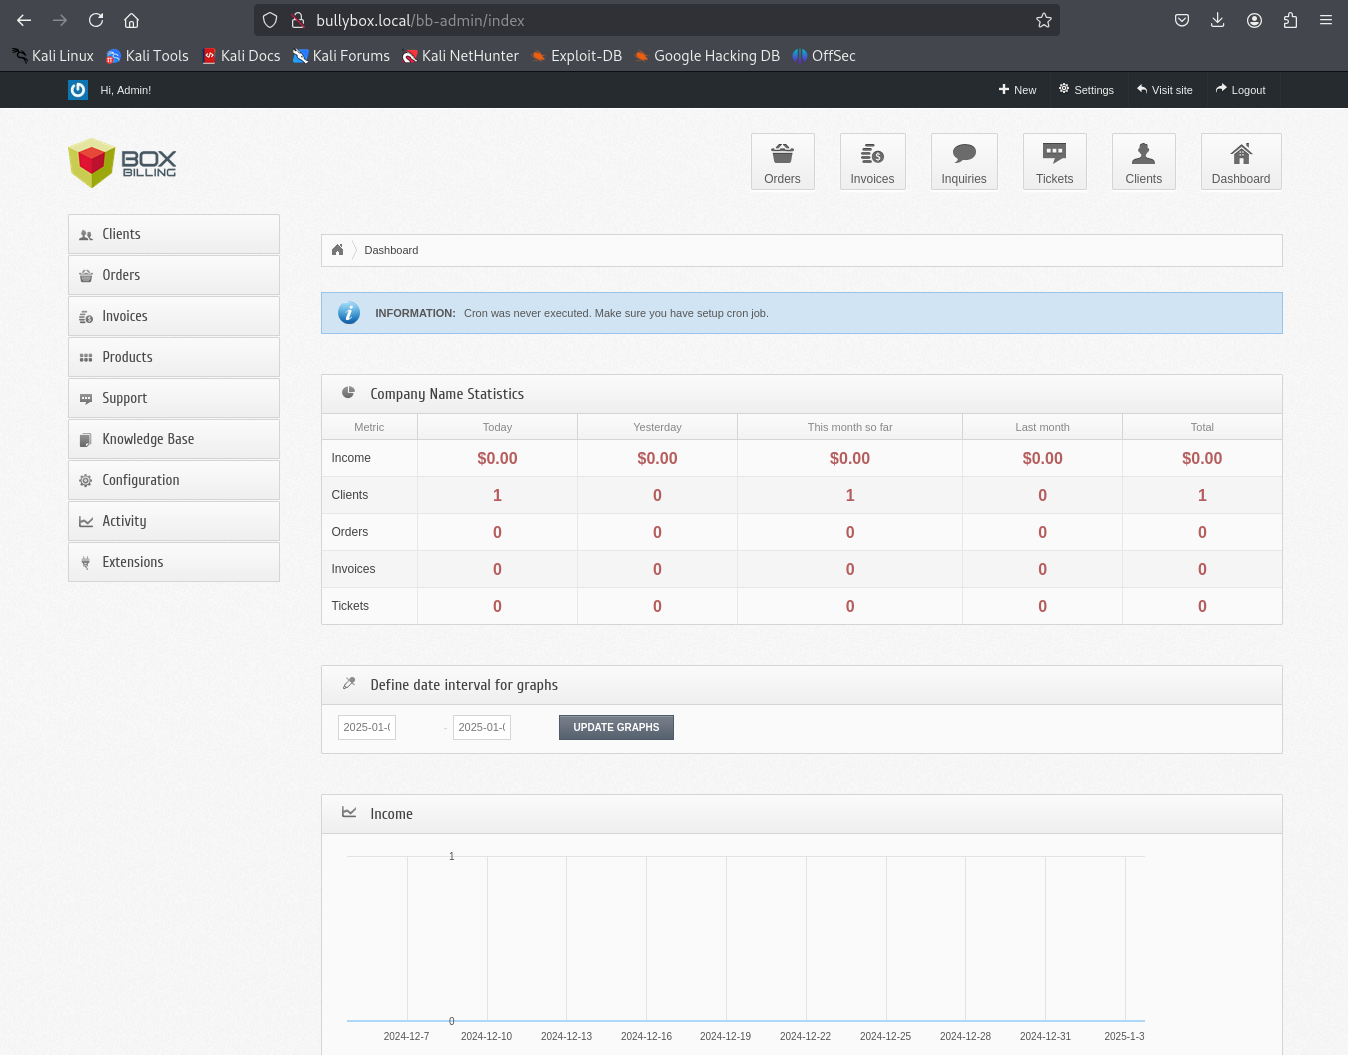 bullybox.local/bb-admin/index
Kali Linux Kali Tools Kali Docs Kali Forums Kali NetHunter Exploit-DB Google Hacking DB OffSec
Hi, Admin! New Settings Visit site Logout
BOX
BILLING
Orders Invoices Inquiries Tickets Clients Dashboard
Clients
Orders
Invoices
Products
Support
Knowledge Base
Configuration
Activity
Extensions
Dashboard
INFORMATION: Cron was never executed. Make sure you have setup cron job.
Company Name Statistics
Metric Today Yesterday This month so far Last month Total
Income $0.00 $0.00 $0.00 $0.00 $0.00
Clients 1 0 1 0 1
Orders 0 0 0 0 0
Invoices 0 0 0 0 0
Tickets 0 0 0 0 0
Define date interval for graphs
2025-01- - 2025-01- UPDATE GRAPHS
Income
1
0
2024-12-7 2024-12-10 2024-12-13 2024-12-16 2024-12-19 2024-12-22 2024-12-25 2024-12-28 2024-12-31 2025-1-3